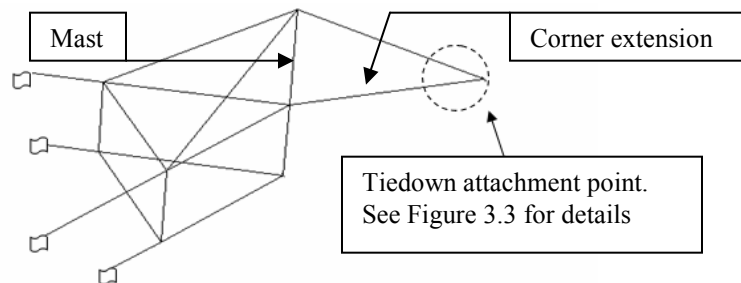 Mast
Corner extension
Tiedown attachment point.
See Figure 3.3 for details